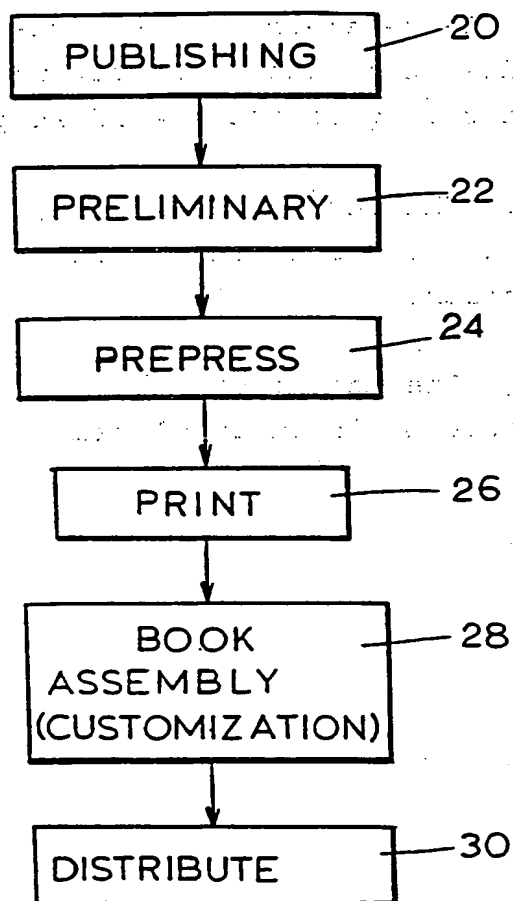 PUBLISHING
20
PRELIMINARY
22
PREPRESS
24
PRINT
26
BOOK
ASSEMBLY
(CUSTOMIZATION)
28
DISTRIBUTE
30